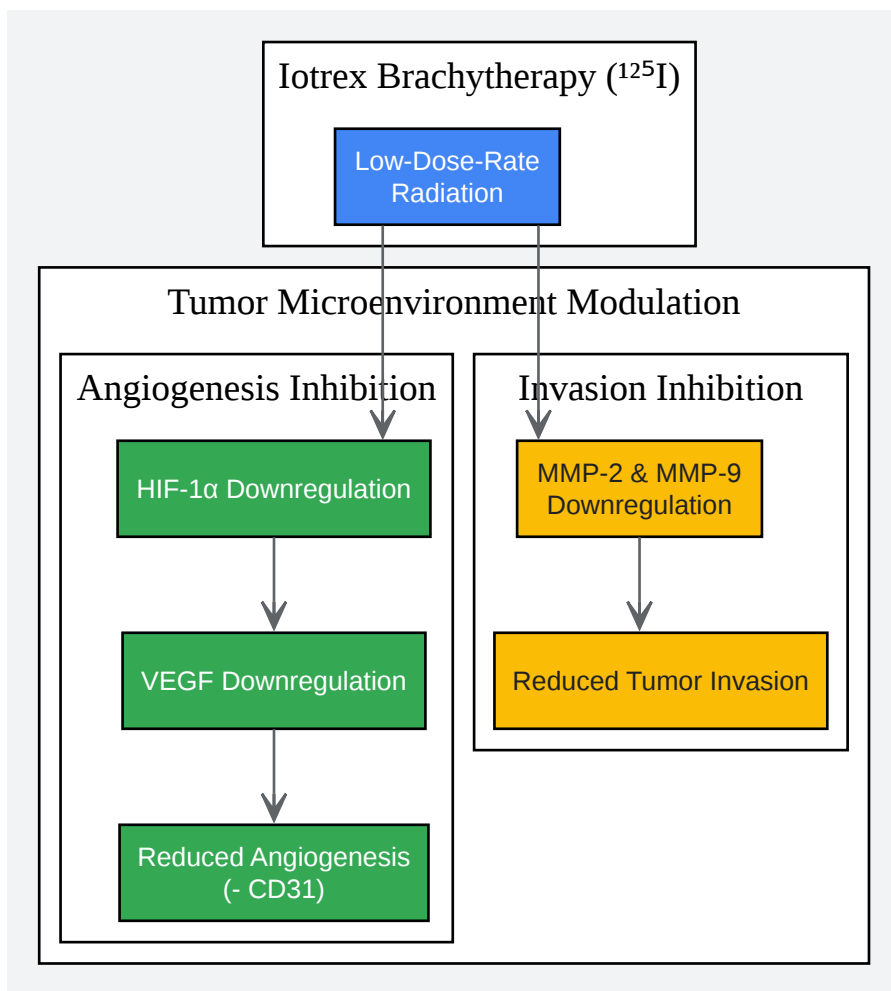 Iotrex Brachytherapy (¹²⁵I)
Low-Dose-Rate
Radiation
Tumor Microenvironment Modulation
Angiogenesis Inhibition
HIF-1α Downregulation
VEGF Downregulation
Reduced Angiogenesis
(- CD31)
Invasion Inhibition
MMP-2 & MMP-9
Downregulation
Reduced Tumor Invasion